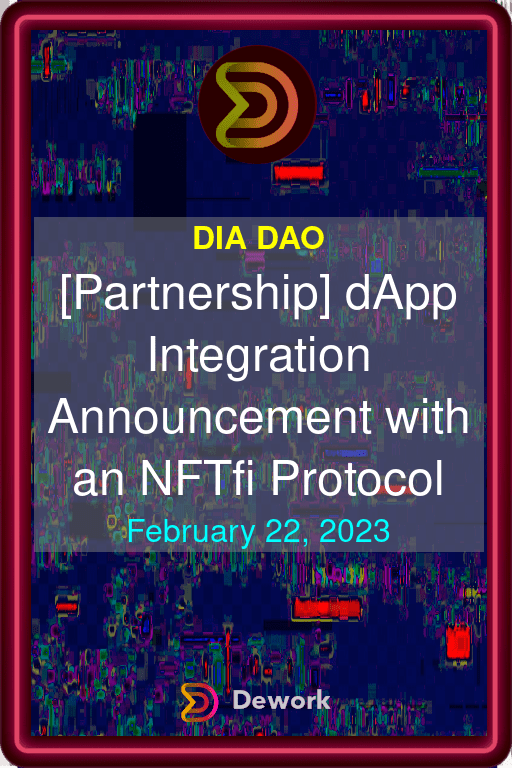 DIA DAO
[Partnership] dApp
Integration
Announcement with
an NFTfi Protocol
February 22, 2023
Dework